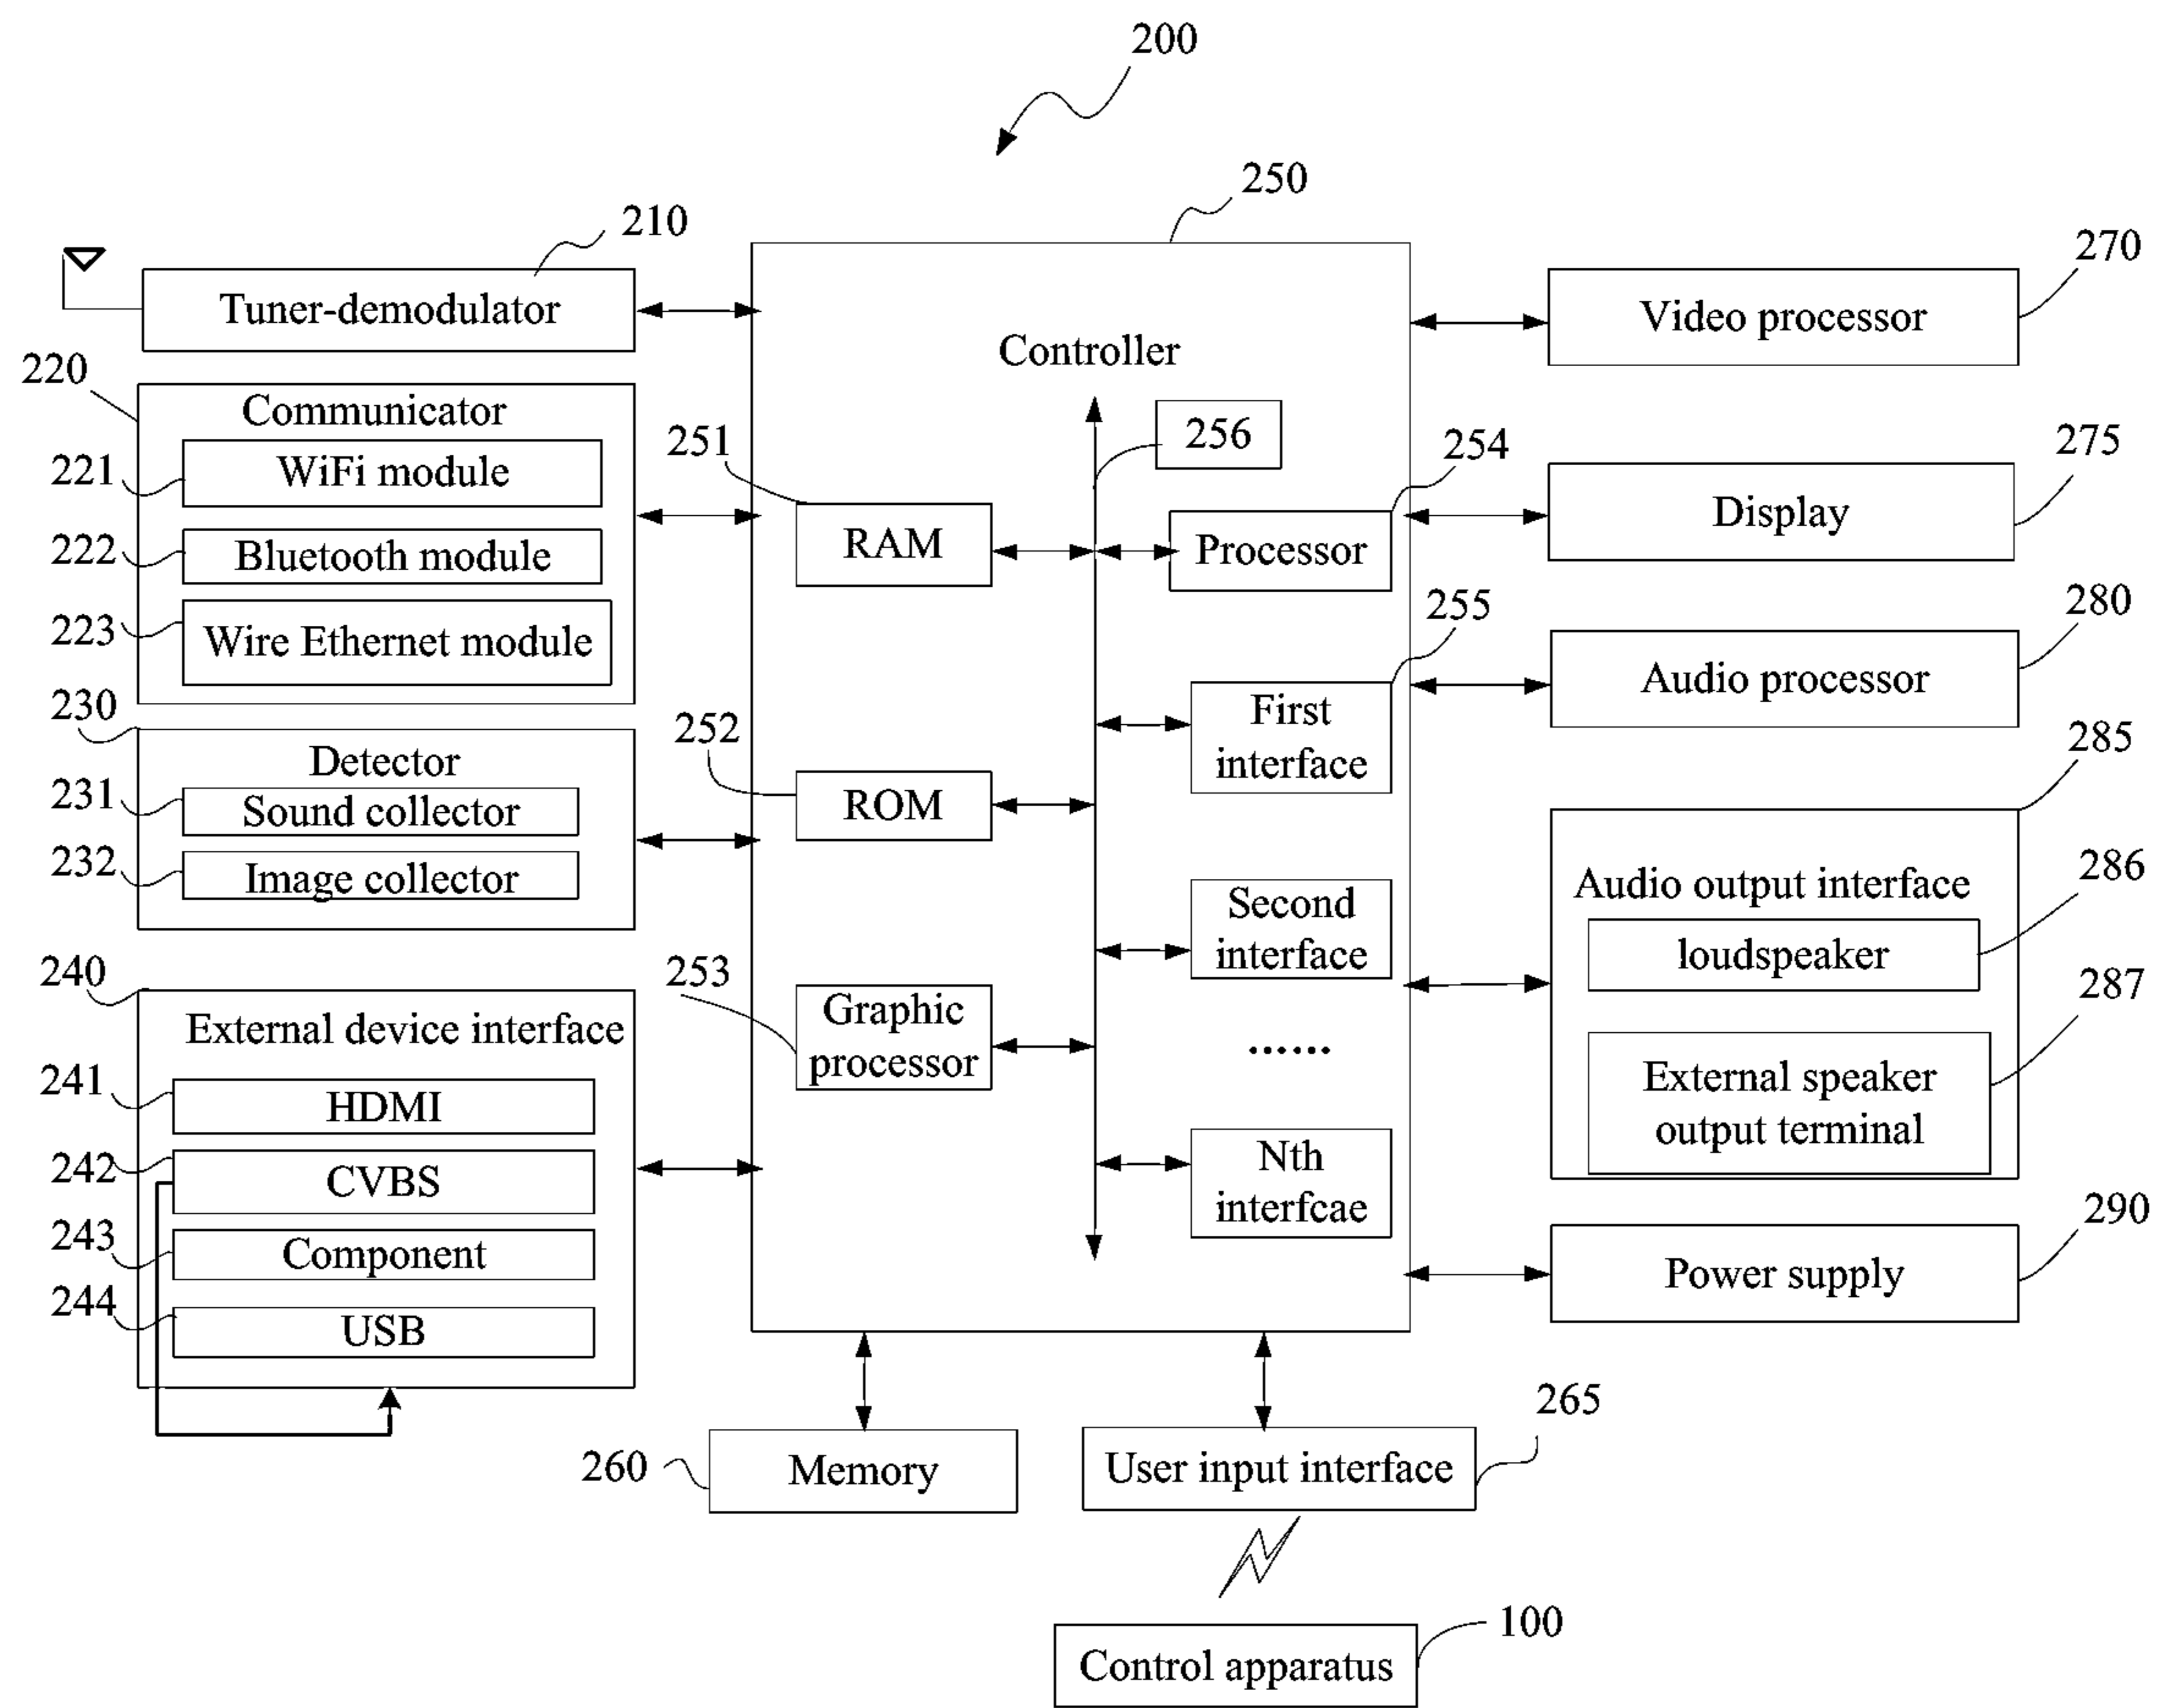 200
250
210
Tuner-demodulator
220
Communicator
221
WiFi module
222
Bluetooth module
223
Wire Ethernet module
230
Detector
231
Sound collector
232
Image collector
240
External device interface
241
HDMI
242
CVBS
243
Component
244
USB
Controller
256
251
RAM
254
Processor
255
First
interface
252
ROM
Second
interface
253
Graphic
processor
......
Nth
interfcae
270
Video processor
275
Display
280
Audio processor
285
Audio output interface
286
loudspeaker
287
External speaker
output terminal
290
Power supply
260
Memory
265
User input interface
100
Control apparatus